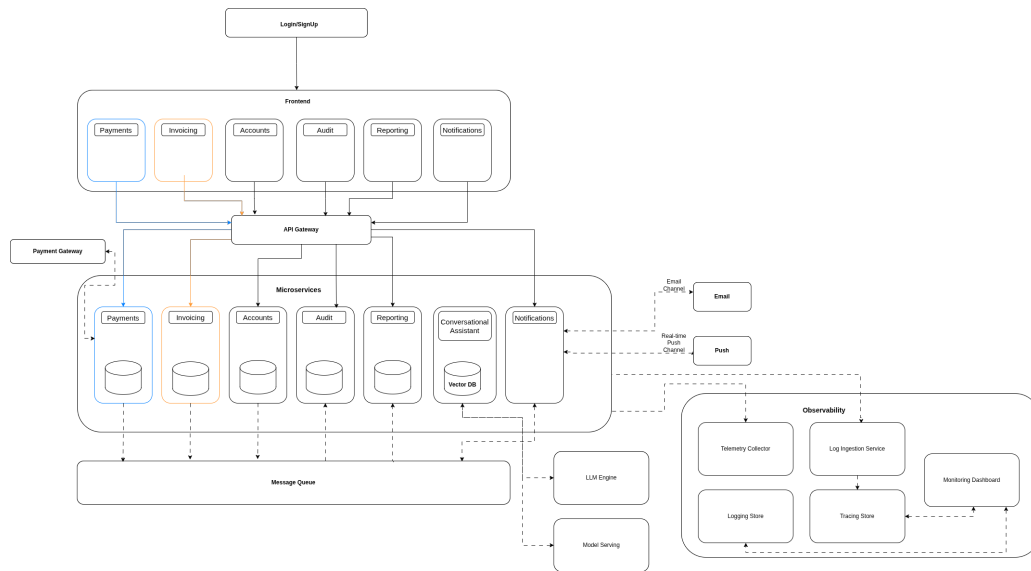 Login/SignUp
Frontend
Payments
Invoicing
Accounts
Audit
Reporting
Notifications
API Gateway
Payment Gateway
Microservices
Payments
Invoicing
Accounts
Audit
Reporting
Conversational
Assistant
Notifications
Vector DB
Email
Channel
Email
Real-time
Push
Channel
Push
Message Queue
LLM Engine
Model Serving
Observability
Telemetry Collector
Log Ingestion Service
Monitoring Dashboard
Logging Store
Tracing Store